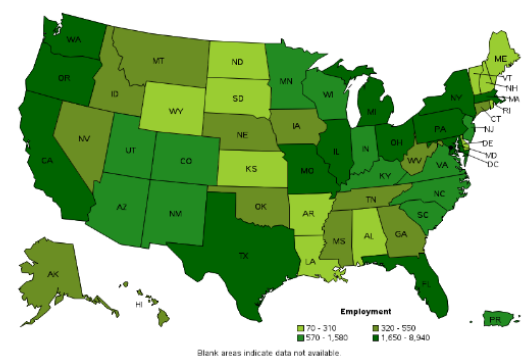 WA
MT
ND
MN
ME
VT
NH
MA
RI
CT
NJ
DE
MD
DC
OR
ID
SD
WI
MI
NY
WY
IA
PA
NV
NE
IL
IN
OH
WV
VA
UT
CO
KS
MO
KY
NC
CA
TN
SC
AZ
NM
OK
AR
MS
AL
GA
TX
LA
FL
AK
HI
PR
Employment
70 - 310
320 - 550
570 - 1,580
1,650 - 8,940
Blank areas indicate data not available.